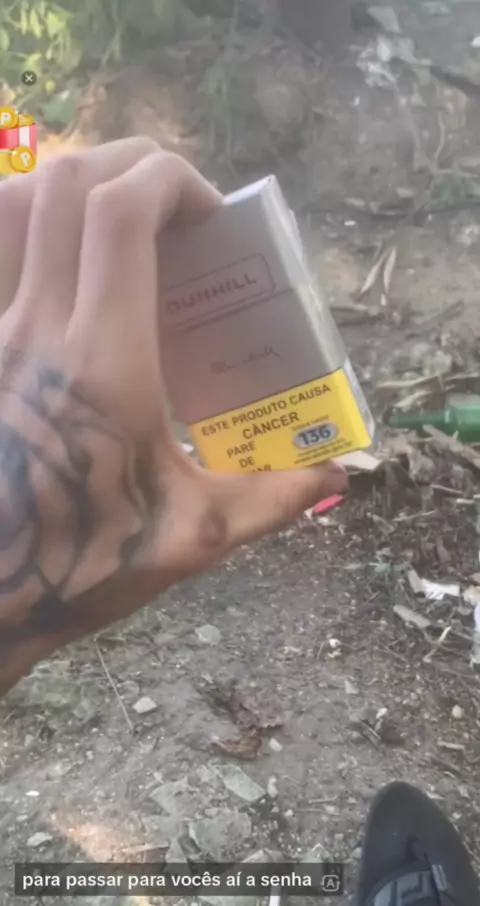 DUNHILL
ESTE PRODUTO CAUSA
CÂNCER
PARE
DE
136
para passar para vocês aí a senha